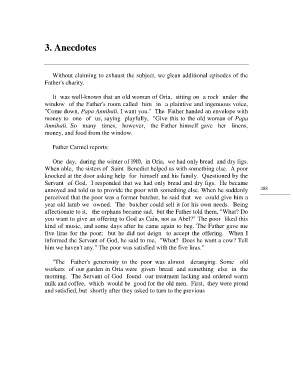 3. Anecdotes
Without claiming to exhaust the subject, we glean additional episodes of the
Father's charity.
It was well-known that an old woman of Oria, sitting on a rock under the
window of the Father's room called him in a plaintive and ingenuous voice,
"Come down, Papa Annibali, I want you." The Father handed an envelope with
money to one of us, saying playfully, "Give this to the old woman of Papa
Annibali. So many times, however, the Father himself gave her linens,
money, and food from the window.
Father Carmel reports:
One day, during the winter of 1910, in Oria, we had only bread and dry figs.
When able, the sisters of Saint Benedict helped us with something else. A poor
knocked at the door asking help for himself and his family. Questioned by the
Servant of God, I responded that we had only bread and dry figs. He became
annoyed and told us to provide the poor with something else. When he suddenly
perceived that the poor was a former butcher, he said that we could give him a
year old lamb we owned. The butcher could sell it for his own needs. Being
affectionate to it, the orphans became sad, but the Father told them, "What? Do
you want to give an offering to God as Cain, not as Abel?" The poor liked this
kind of music, and some days after he came again to beg. The Father gave me
five liras for the poor; but he did not deign to accept the offering. When I
informed the Servant of God, he said to me, "What? Does he want a cow? Tell
him we haven't any." The poor was satisfied with the five liras."
"The Father's generosity to the poor was almost deranging. Some old
workers of our garden in Oria were given bread and something else in the
morning. The Servant of God found our treatment lacking and ordered warm
milk and coffee, which would be good for the old men. First, they were proud
and satisfied, but shortly after they asked to turn to the previous